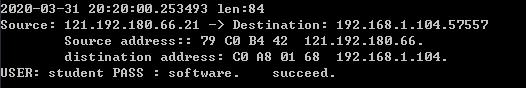 2020-03-31 20:20:00.253493 len:84
Source: 121.192.180.66.21 -> Destination: 192.168.1.104.57557
Source address:: 79 C0 B4 42 121.192.180.66.
distination address: C0 A8 01 68 192.168.1.104.
USER: student PASS : software. succeed.